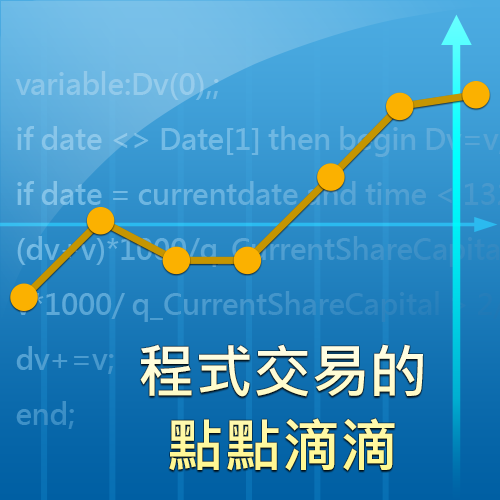 variable:Dv(0),;
if date <> Date[1] then begin Dv=v
if date = currentdate and time < 13
(dv+v)*1000/q_CurrentShareCapita
*1000/ q_CurrentShareCapital
dv+=v;
end;
程式交易的
點點滴滴